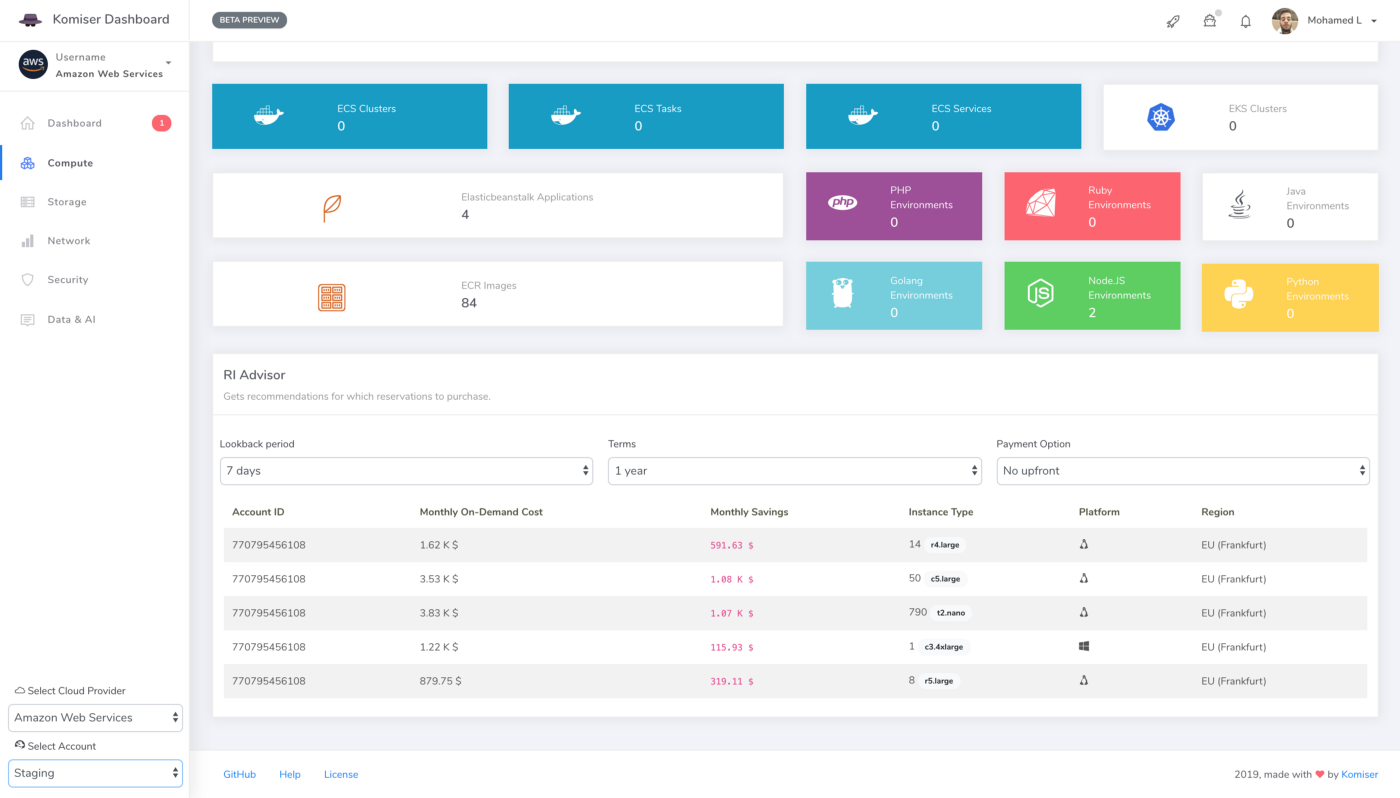 Komiser Dashboard
BETA PREVIEW
Mohamed L
aws
Username
Amazon Web Services
Dashboard
1
Compute
Storage
Network
Security
Data & AI
Select Cloud Provider
Amazon Web Services
Select Account
Staging
ECS Clusters
0
ECS Tasks
0
ECS Services
0
EKS Clusters
0
Elasticbeanstalk Applications
4
php
PHP
Environments
0
Ruby
Environments
0
Java
Environments
0
ECR Images
84
Golang
Environments
0
JS
Node.JS
Environments
2
Python
Environments
0
RI Advisor
Gets recommendations for which reservations to purchase.
Lookback period
7 days
Terms
1 year
Payment Option
No upfront
Account ID Monthly On-Demand Cost Monthly Savings Instance Type Platform Region
770795456108 1.62 K $ 591.63 $ 14 r4.large EU (Frankfurt)
770795456108 3.53 K $ 1.08 K $ 50 c5.large EU (Frankfurt)
770795456108 3.83 K $ 1.07 K $ 790 t2.nano EU (Frankfurt)
770795456108 1.22 K $ 115.93 $ 1 c3.4xlarge EU (Frankfurt)
770795456108 879.75 $ 319.11 $ 8 r5.large EU (Frankfurt)
GitHub Help License
2019, made with ❤ by Komiser